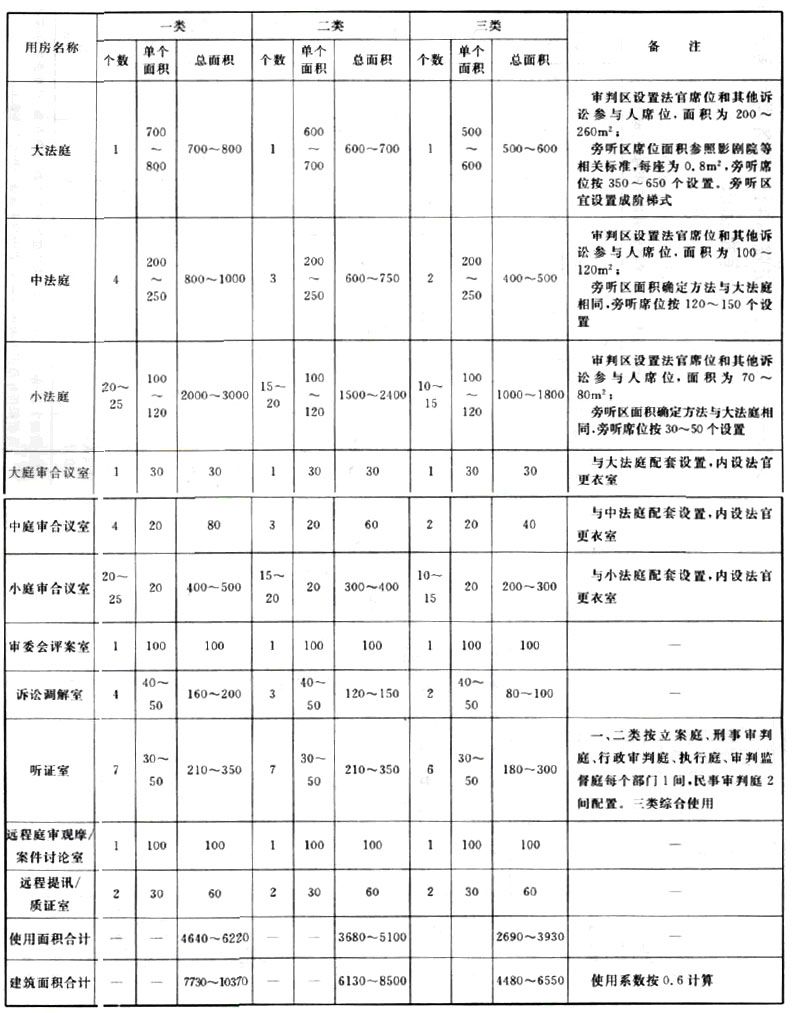 用房名称 一类 二类 三类 备 注
个数 单个面积 总面积 个数 单个面积 总面积 个数 单个面积 总面积
大法庭 1 700～800 700～800 1 600～700 600～700 1 500～600 500～600
审判区设置法官席位和其他诉
讼参与人席位,面积为200～
260m²;
旁听区席位面积参照影剧院等
相关标准,每座为0.8m²,旁听席
位按350～650个设置。旁听区
宜设置成阶梯式
中法庭 4 200～250 800～1000 3 200～250 600～750 2 200～250 400～500
审判区设置法官席位和其他诉
讼参与人席位,面积为100～
120m²;
旁听区面积确定方法与大法庭
相同,旁听席位按120～150个设
置
小法庭 20～25 100～120 2000～3000 15～20 100～120 1500～2400 10～15 100～120 1000～1800
审判区设置法官席位和其他诉
讼参与人席位,面积为70～
80m²;
旁听区面积确定方法与大法庭相
同,旁听席位按30～50个设置
大庭审合议室 1 30 30 1 30 30 1 30 30
与大法庭配套设置,内设法官
更衣室
中庭审合议室 4 20 80 3 20 60 2 20 40
与中法庭配套设置,内设法官
更衣室
小庭审合议室 20～25 20 400～500 15～20 20 300～400 10～15 20 200～300
与小法庭配套设置,内设法官
更衣室
审委会评案室 1 100 100 1 100 100 1 100 100 —
诉讼调解室 4 40～50 160～200 3 40～50 120～150 2 40～50 80～100 —
听证室 7 30～50 210～350 7 30～50 210～350 6 30～50 180～300
一、二类按立案庭、刑事审判
庭、行政审判庭、执行庭、审判监
督庭每个部门1间,民事审判庭2
间配置。三类综合使用
远程庭审观摩/
案件讨论室 1 100 100 1 100 100 1 100 100 —
远程提讯/
质证室 2 30 60 2 30 60 2 30 60 —
使用面积合计 — — 4640～6220 — — 3680～5100 2690～3930 —
建筑面积合计 — — 7730～10370 — — 6130～8500 4480～6550 使用系数按0.6计算